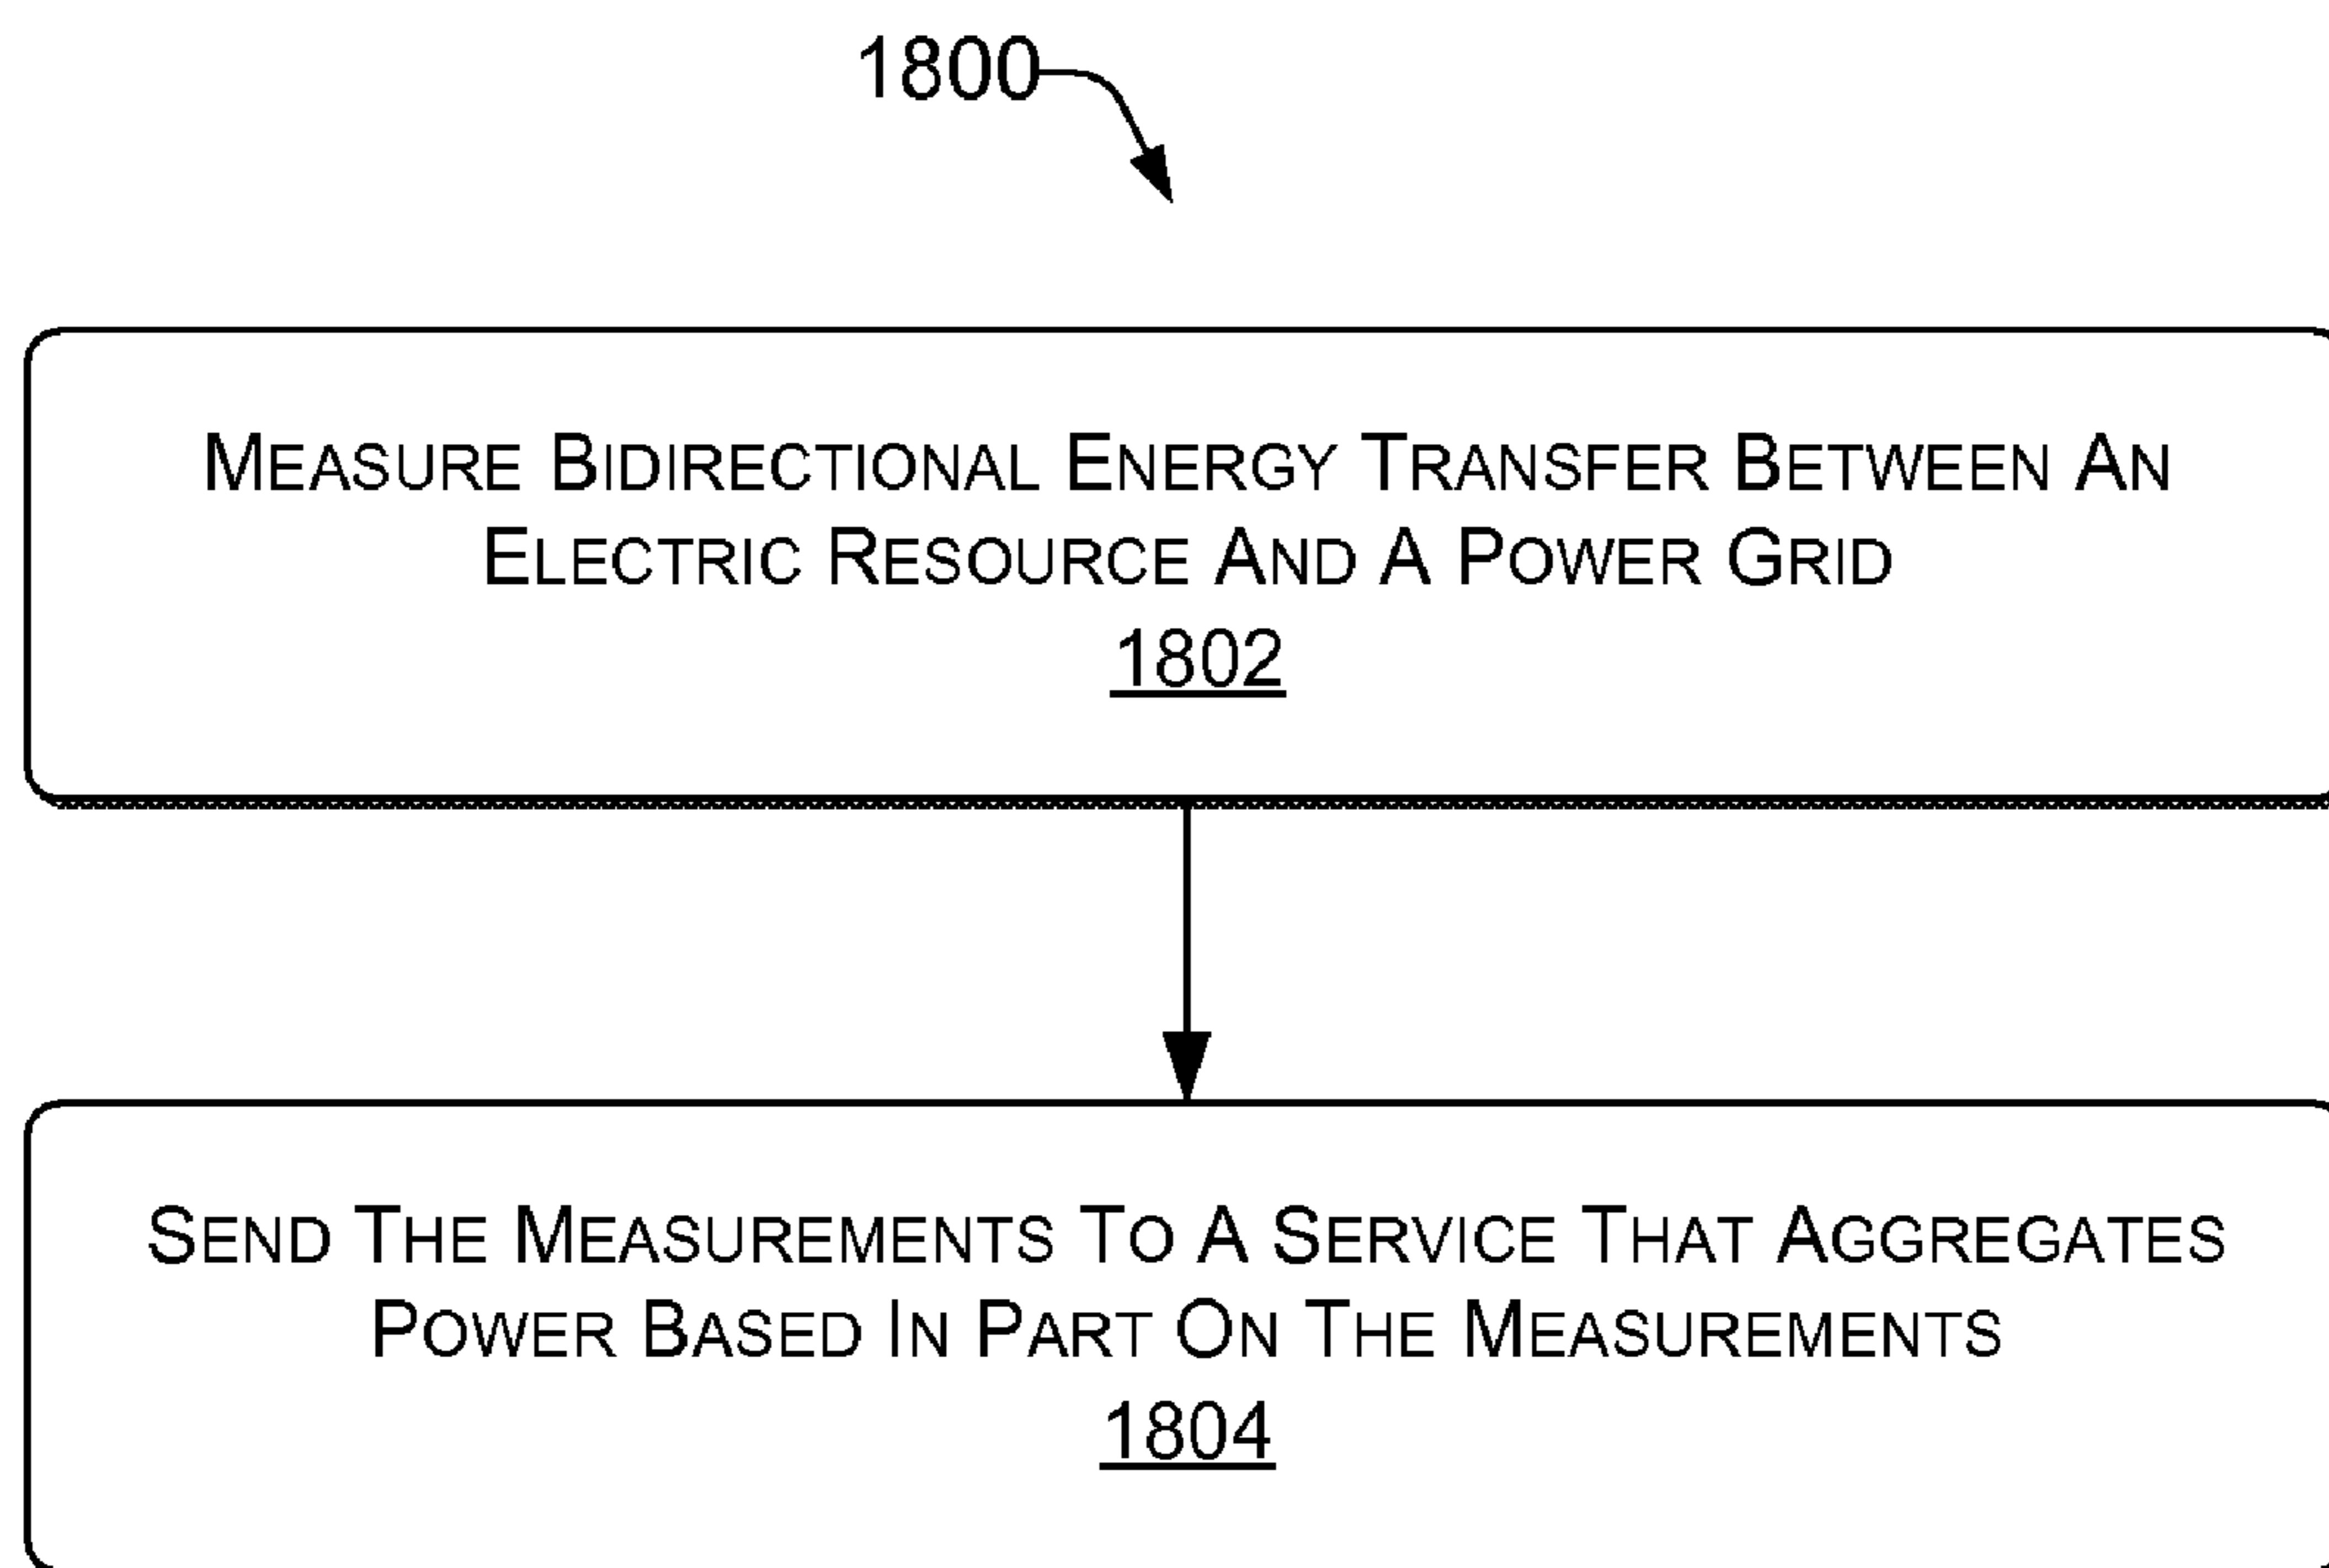 1800
MEASURE BIDIRECTIONAL ENERGY TRANSFER BETWEEN AN
ELECTRIC RESOURCE AND A POWER GRID
1802
SEND THE MEASUREMENTS TO A SERVICE THAT AGGREGATES
POWER BASED IN PART ON THE MEASUREMENTS
1804